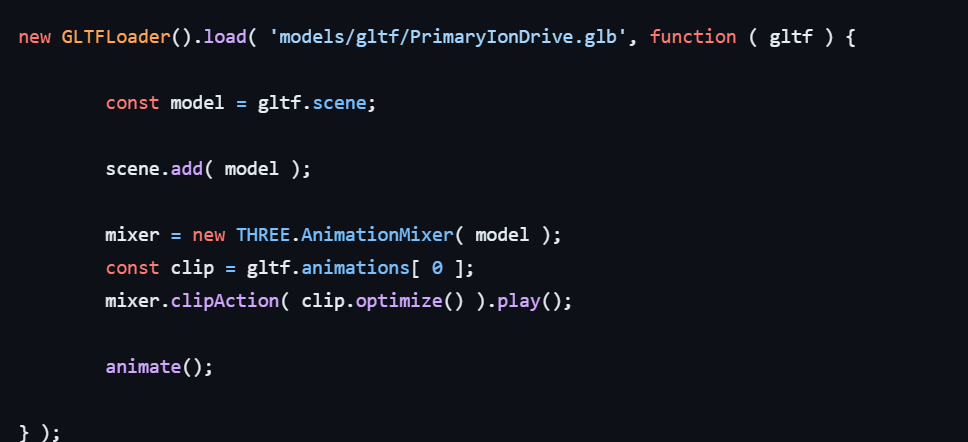 new GLTFLoader().load( 'models/gltf/PrimaryIonDrive.glb', function ( gltf ) {
const model = gltf.scene;
scene.add( model );
mixer = new THREE.AnimationMixer( model );
const clip = gltf.animations[ 0 ];
mixer.clipAction( clip.optimize() ).play();
animate();
} );